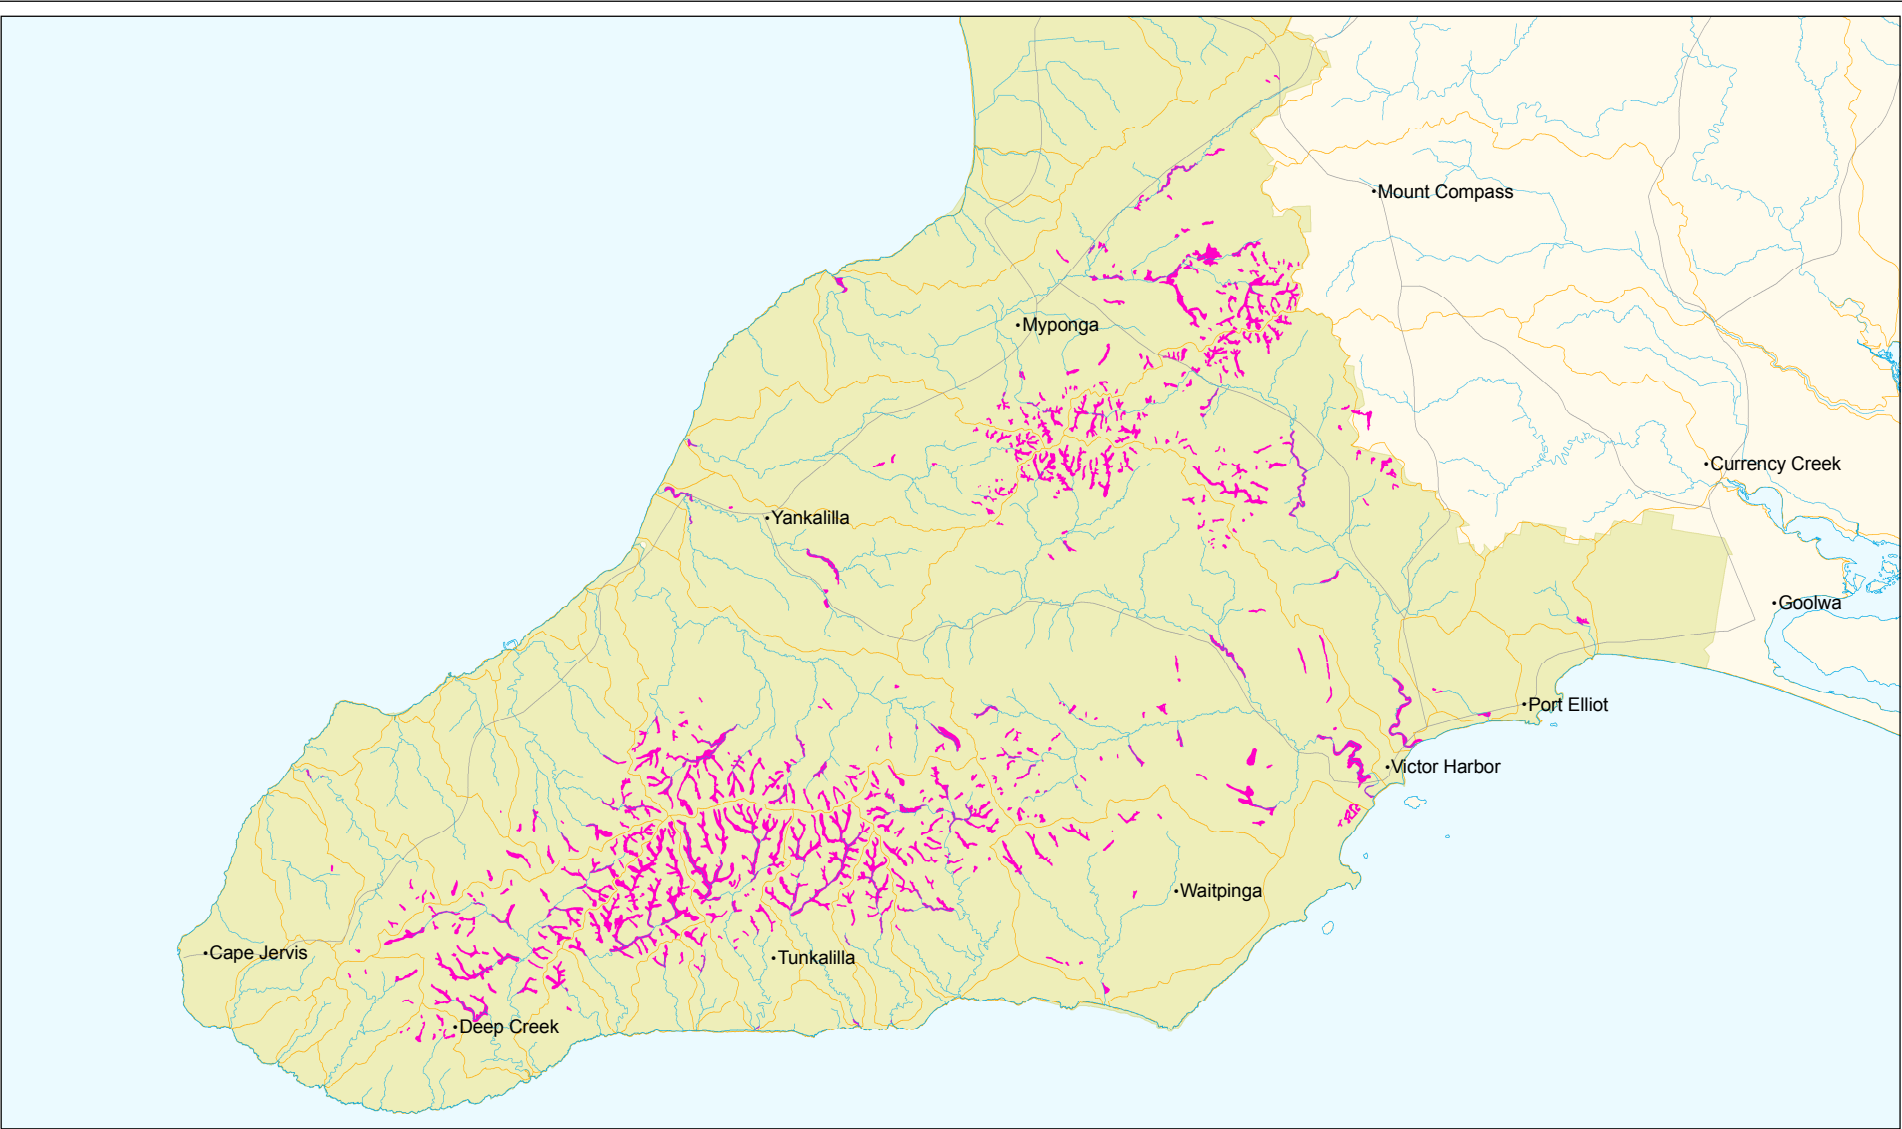 Mount Compass
Myponga
Currency Creek
Yankalilla
Goolwa
Port Elliot
Victor Harbor
Waitpinga
Cape Jervis
Tunkalilla
Deep Creek